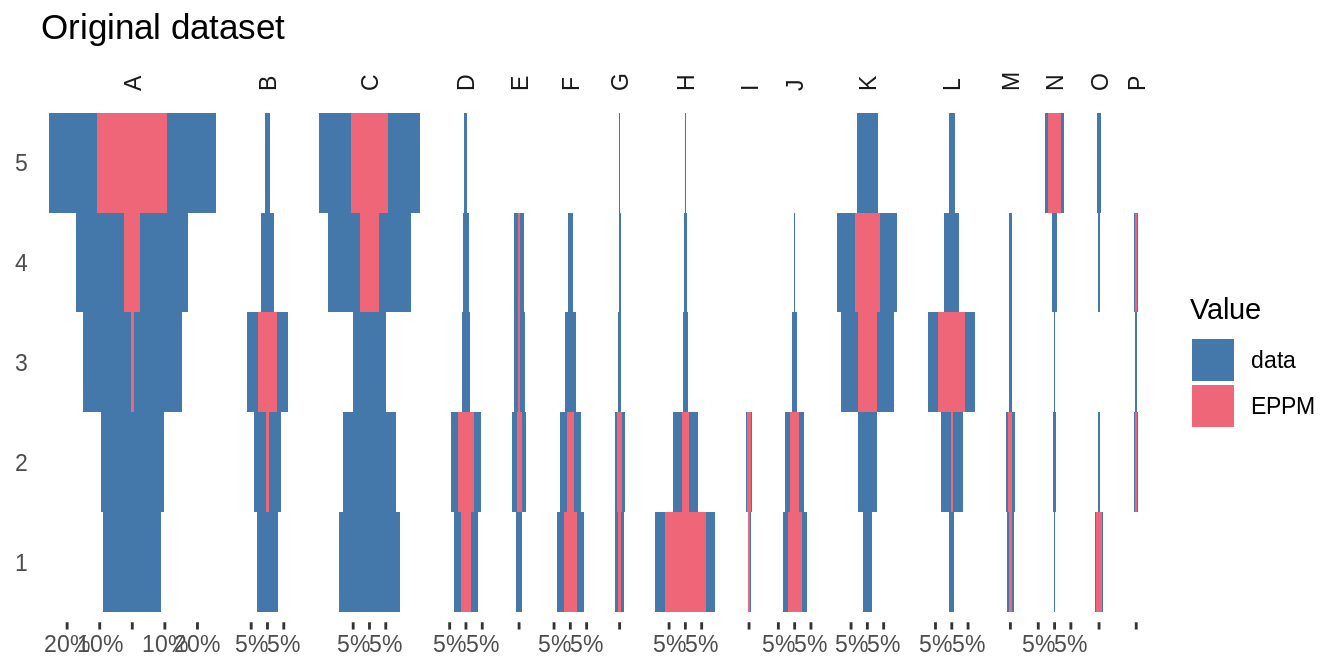 Original dataset
A B C D E F G H I J K L M N O P
5
4
3
2
1
Value
data
EPPM
20% 10% 10% 20% 5% 5% 5% 5% 5% 5% 5% 5% 5% 5% 5% 5% 5% 5% 5% 5% 5% 5%